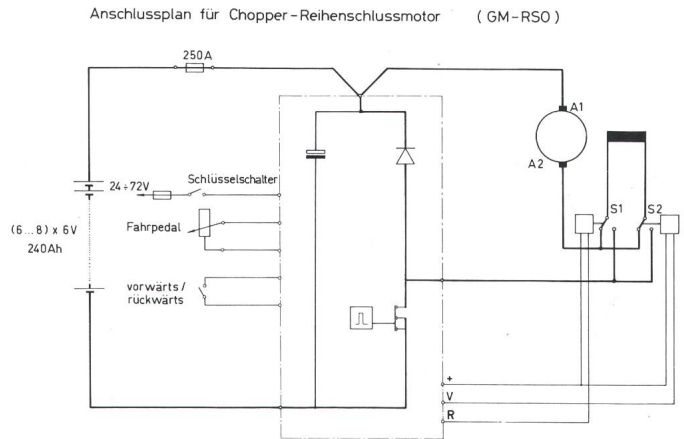 Anschlussplan für Chopper-Reihenschlussmotor (GM-RSO)
250A
A1
A2
24÷72V
Schlüsselschalter
S1
S2
(6...8) x 6V
240Ah
Fahrpedal
vorwärts/
rückwärts
+
V
R